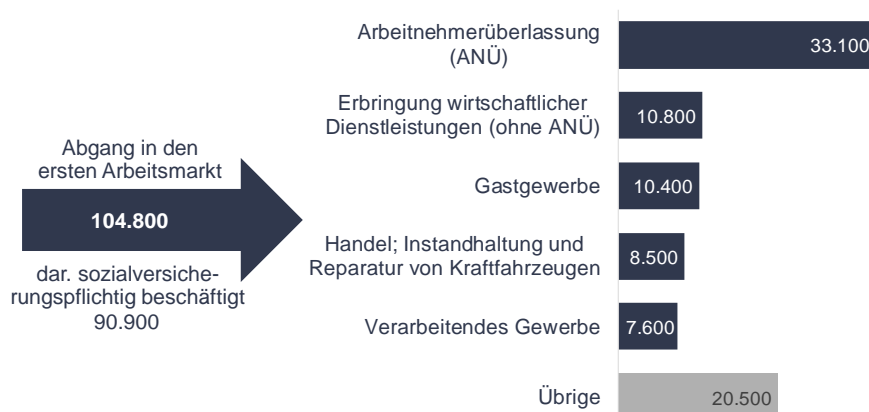 Abgang in den
ersten Arbeitsmarkt
104.800
dar. sozialversiche-
rungspflichtig beschäftigt
90.900
Arbeitnehmerüberlassung
(ANÜ)
33.100
Erbringung wirtschaftlicher
Dienstleistungen (ohne ANÜ)
10.800
Gastgewerbe
10.400
Handel; Instandhaltung und
Reparatur von Kraftfahrzeugen
8.500
Verarbeitendes Gewerbe
7.600
Übrige
20.500